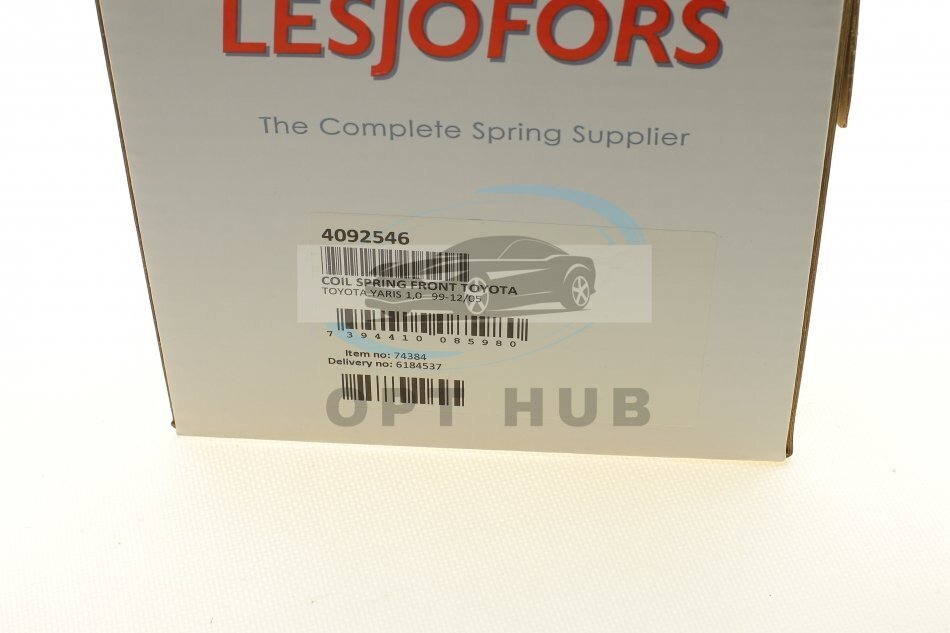 LESJÖFORS
The Complete Spring Supplier
4092546
COIL SPRING FRONT TOYOTA
TOYOTA YARIS 1,0 99-12/05
7 394410 085980
Item no: 74384
Delivery no: 6184537
OPT HUB